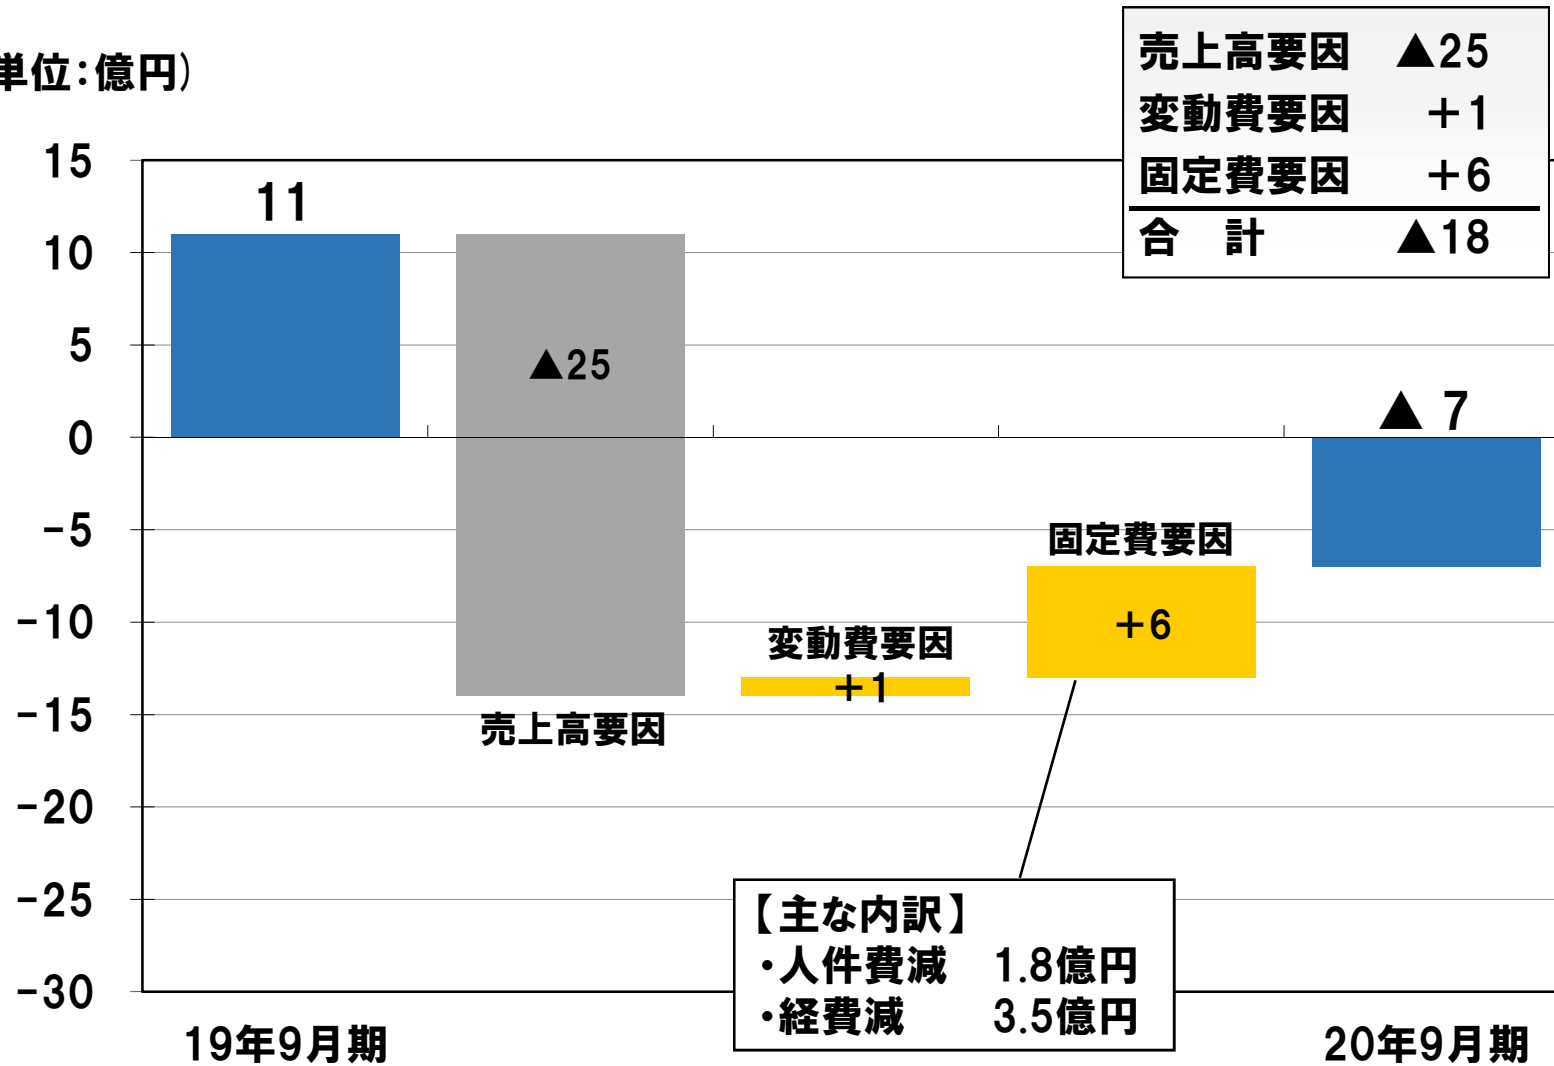 単位：億円）
売上高要因 ▲25
変動費要因 ＋1
固定費要因 ＋6
合 計 ▲18
15
10
5
0
-5
-10
-15
-20
-25
-30
11
▲25
売上高要因
変動費要因
＋1
固定費要因
＋6
▲ 7
【主な内訳】
・人件費減 1.8億円
・経費減 3.5億円
19年9月期
20年9月期